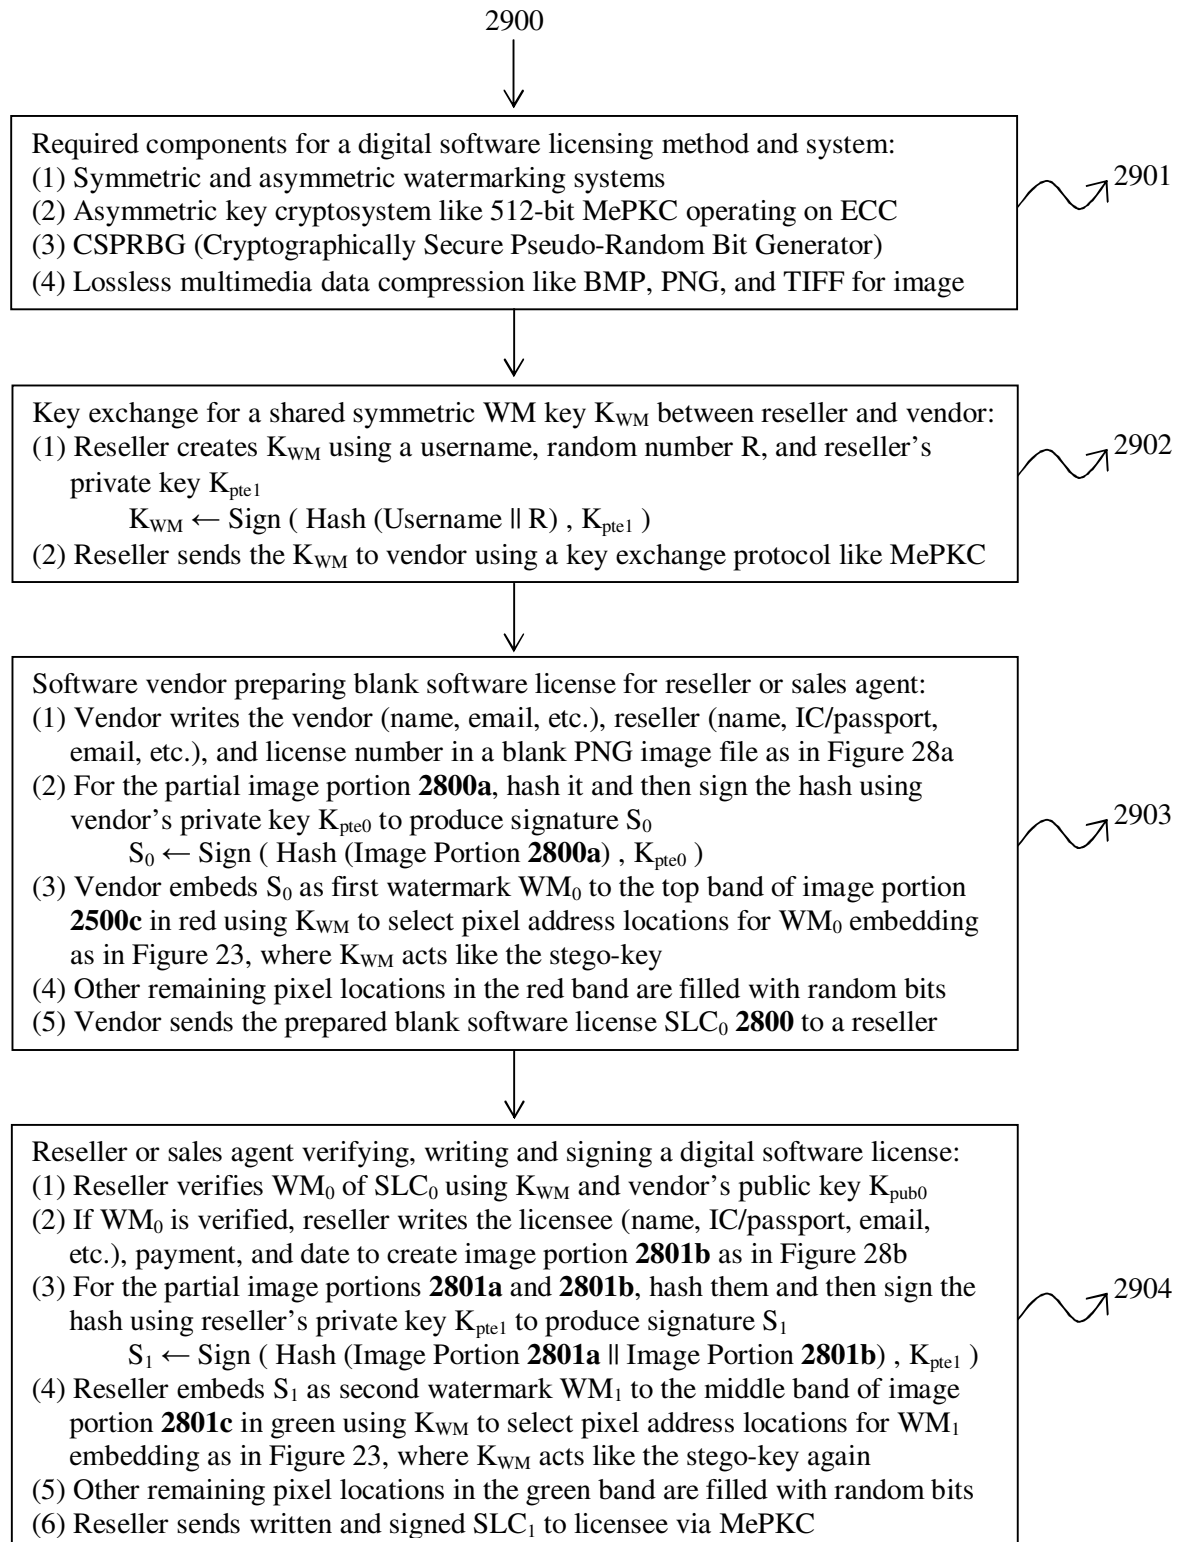 2900
Required components for a digital software licensing method and system:
(1) Symmetric and asymmetric watermarking systems
(2) Asymmetric key cryptosystem like 512-bit MePKC operating on ECC
(3) CSPRBG (Cryptographically Secure Pseudo-Random Bit Generator)
(4) Lossless multimedia data compression like BMP, PNG, and TIFF for image
2901
Key exchange for a shared symmetric WM key K_WM between reseller and vendor:
(1) Reseller creates K_WM using a username, random number R, and reseller's
private key K_pte1
K_WM ← Sign ( Hash (Username || R) , K_pte1 )
(2) Reseller sends the K_WM to vendor using a key exchange protocol like MePKC
2902
Software vendor preparing blank software license for reseller or sales agent:
(1) Vendor writes the vendor (name, email, etc.), reseller (name, IC/passport,
email, etc.), and license number in a blank PNG image file as in Figure 28a
(2) For the partial image portion 2800a, hash it and then sign the hash using
vendor's private key K_pte0 to produce signature S_0
S_0 ← Sign ( Hash (Image Portion 2800a) , K_pte0 )
(3) Vendor embeds S_0 as first watermark WM_0 to the top band of image portion
2500c in red using K_WM to select pixel address locations for WM_0 embedding
as in Figure 23, where K_WM acts like the stego-key
(4) Other remaining pixel locations in the red band are filled with random bits
(5) Vendor sends the prepared blank software license SLC_0 2800 to a reseller
2903
Reseller or sales agent verifying, writing and signing a digital software license:
(1) Reseller verifies WM_0 of SLC_0 using K_WM and vendor's public key K_pub0
(2) If WM_0 is verified, reseller writes the licensee (name, IC/passport, email,
etc.), payment, and date to create image portion 2801b as in Figure 28b
(3) For the partial image portions 2801a and 2801b, hash them and then sign the
hash using reseller's private key K_pte1 to produce signature S_1
S_1 ← Sign ( Hash (Image Portion 2801a || Image Portion 2801b) , K_pte1 )
(4) Reseller embeds S_1 as second watermark WM_1 to the middle band of image
portion 2801c in green using K_WM to select pixel address locations for WM_1
embedding as in Figure 23, where K_WM acts like the stego-key again
(5) Other remaining pixel locations in the green band are filled with random bits
(6) Reseller sends written and signed SLC_1 to licensee via MePKC
2904